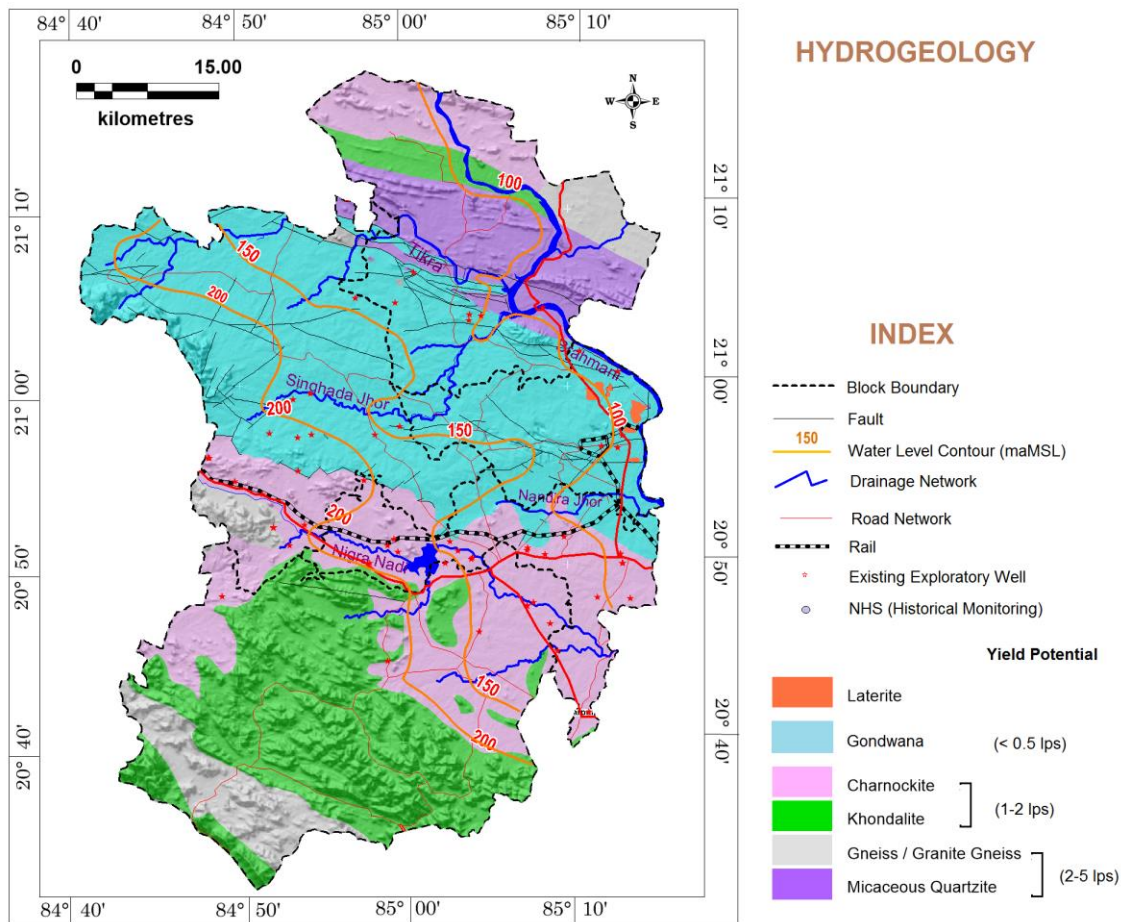 84° 40' 84° 50' 85° 00' 85° 10'
HYDROGEOLOGY
0 15.00
kilometres
N
W E
S
21° 10'
21° 00'
20° 50'
20° 40'
21° 10'
21° 00'
20° 50'
20° 40'
100
150
200
Tikra
Brahmani
Singhada Jhor
200
150
100
Nandira Jhor
200
Nigra Nadi
150
200
84° 40' 84° 50' 85° 00' 85° 10'
INDEX
Block Boundary
Fault
150
Water Level Contour (maMSL)
Drainage Network
Road Network
Rail
Existing Exploratory Well
NHS (Historical Monitoring)
Yield Potential
Laterite
Gondwana (< 0.5 lps)
Charnockite
Khondalite (1-2 lps)
Gneiss / Granite Gneiss
Micaceous Quartzite (2-5 lps)